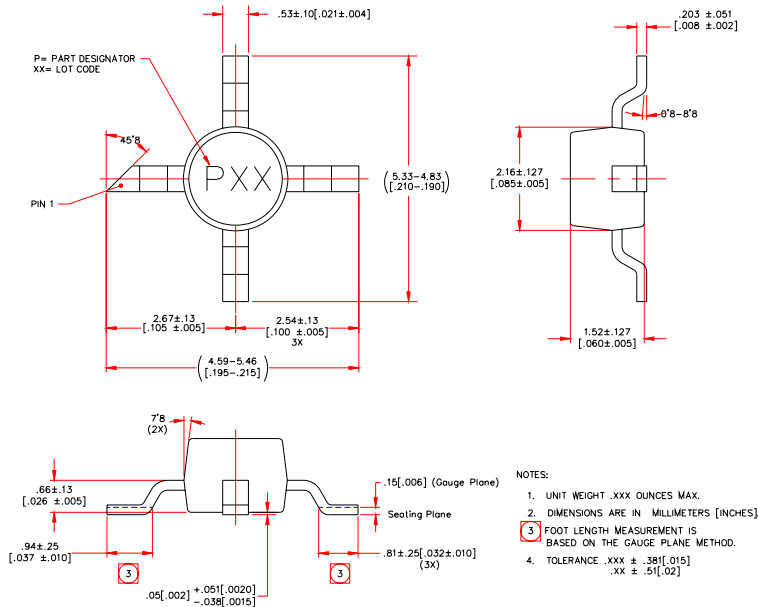 .53±.10[.021±.004]
.203 ±.051
[.008 ±.002]
P= PART DESIGNATOR
XX= LOT CODE
0°8-8°8
45°8
PXX
5.33-4.83
[.210-.190]
2.16±.127
[.085±.005]
PIN 1
2.67±.13
[.105 ±.005]
2.54±.13
[.100 ±.005]
3X
1.52±.127
[.060±.005]
4.59-5.46
[.195-.215]
7°8
(2X)
.66±.13
[.026 ±.005]
.15[.006] (Gauge Plane)
Seating Plane
.94±.25
[.037 ±.010]
.81±.25[.032±.010]
(3X)
3
3
.05[.002] +.051[.0020]
-.038[.0015]
NOTES:
1. UNIT WEIGHT .XXX OUNCES MAX.
2. DIMENSIONS ARE IN MILLIMETERS [INCHES]
3 FOOT LENGTH MEASUREMENT IS
BASED ON THE GAUGE PLANE METHOD.
4. TOLERANCE .XXX ± .381[.015]
.XX ± .51[.02]